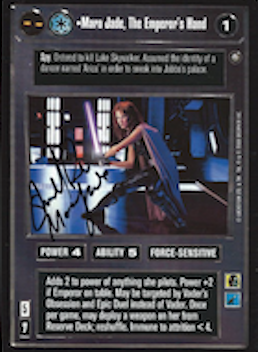 •Mara Jade, The Emperor's Hand
1
Spy. Ordered to kill Luke Skywalker. Assumed the identity of a
dancer named 'Arica' in order to sneak into Jabba's palace.
Mara Jade
POWER 4 ABILITY 5 FORCE-SENSITIVE
Adds 2 to power of anything she pilots. Power +2
if Emperor on table. May be targeted by Vader's
Obsession and Epic Duel instead of Vader. Once
per game, may deploy a weapon on her from
Reserve Deck; reshuffle. Immune to attrition < 4.
5
7